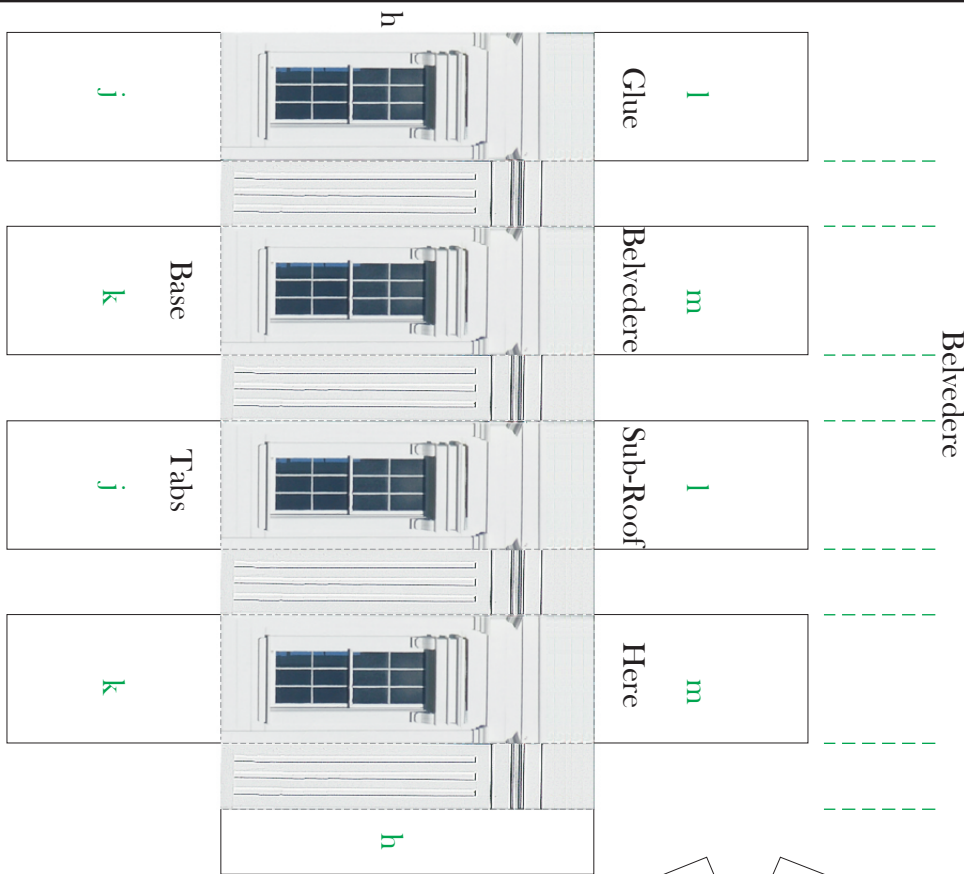 Belvedere
l m l m
Glue Belvedere Sub-Roof Here
h h
Base Tabs
j k j k